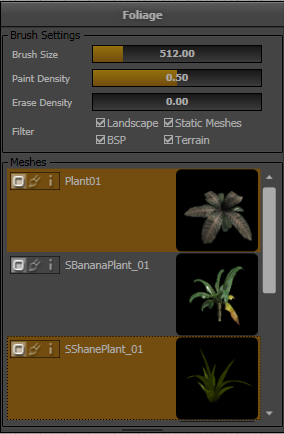 Foliage
Brush Settings
Brush Size 512.00
Paint Density 0.50
Erase Density 0.00
Filter Landscape Static Meshes
BSP Terrain
Meshes
Plant01
SBananaPlant_01
SShanePlant_01